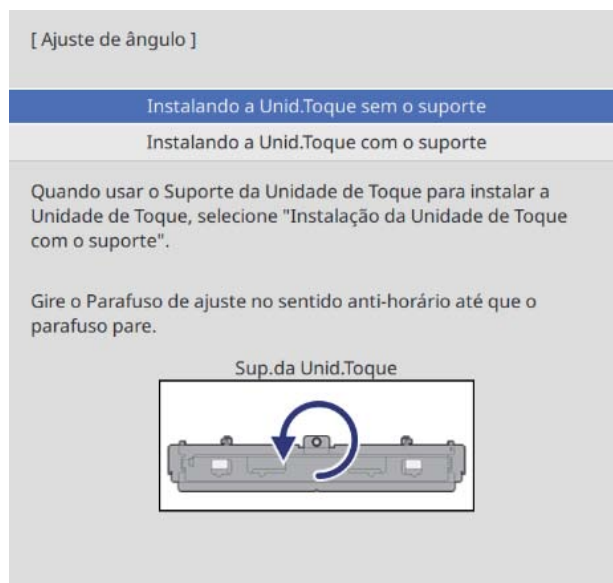 [ Ajuste de ângulo ]
Instalando a Unid.Toque sem o suporte
Instalando a Unid.Toque com o suporte
Quando usar o Suporte da Unidade de Toque para instalar a
Unidade de Toque, selecione "Instalação da Unidade de Toque
com o suporte".
Gire o Parafuso de ajuste no sentido anti-horário até que o
parafuso pare.
Sup.da Unid.Toque